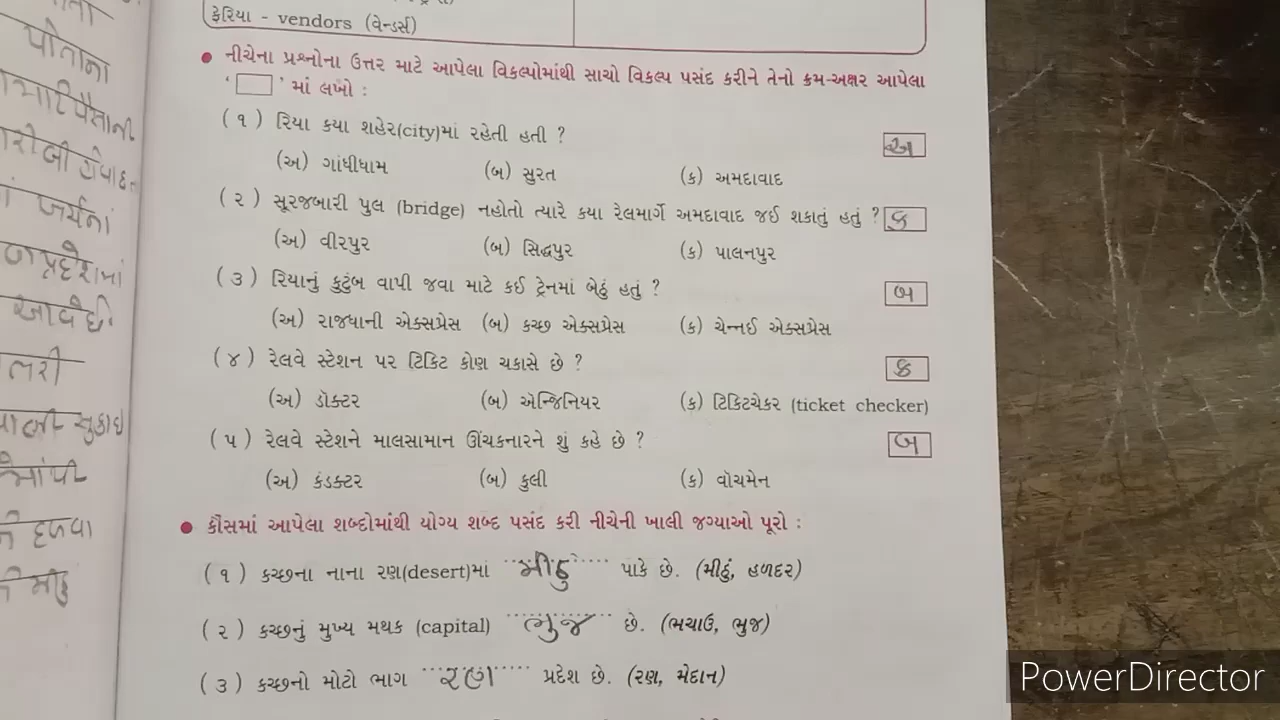 ફેરિયા - vendors (વેન્ડર્સ)
• નીચેના પ્રશ્નોના ઉત્તર માટે આપેલા વિકલ્પોમાંથી સાચો વિકલ્પ પસંદ કરીને તેનો ક્રમ-અક્ષર આપેલા
' ' માં લખો :
(૧) રિયા કયા શહેર(city)માં રહેતી હતી ? અ
(અ) ગાંધીધામ (બ) સુરત (ક) અમદાવાદ
(૨) સૂરજબારી પુલ (bridge) નહોતો ત્યારે કયા રેલમાર્ગે અમદાવાદ જઈ શકાતું હતું ? ક
(અ) વીરપુર (બ) સિદ્ધપુર (ક) પાલનપુર
(૩) રિયાનું કુટુંબ વાપી જવા માટે કઈ ટ્રેનમાં બેઠું હતું ? બ
(અ) રાજધાની એક્સપ્રેસ (બ) કચ્છ એક્સપ્રેસ (ક) ચેન્નઈ એક્સપ્રેસ
(૪) રેલવે સ્ટેશન પર ટિકિટ કોણ ચકાસે છે ? ક
(અ) ડૉક્ટર (બ) એન્જિનિયર (ક) ટિકિટચેકર (ticket checker)
(૫) રેલવે સ્ટેશને માલસામાન ઊંચકનારને શું કહે છે ? બ
(અ) કંડક્ટર (બ) કુલી (ક) વૉચમેન
• કૌંસમાં આપેલા શબ્દોમાંથી યોગ્ય શબ્દ પસંદ કરી નીચેની ખાલી જગ્યાઓ પૂરો :
(૧) કચ્છના નાના રણ(desert)માં મીઠુ પાકે છે. (મીઠું, હળદર)
(૨) કચ્છનું મુખ્ય મથક (capital) ભુજ છે. (ભચાઉ, ભુજ)
(૩) કચ્છનો મોટો ભાગ રણ પ્રદેશ છે. (રણ, મેદાન)
પોતાના
હળવા
મીઠુ
PowerDirector